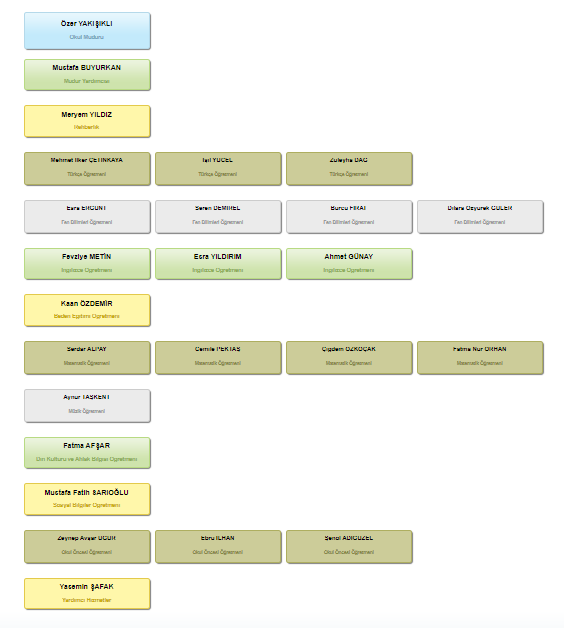 Özer YAKIŞIKLI
Okul Müdürü
Mustafa BUYURKAN
Müdür Yardımcısı
Meryem YILDIZ
Rehberlik
Mehmet İlker ÇETİNKAYA
Türkçe Öğretmeni
Işıl YÜCEL
Türkçe Öğretmeni
Züleyha DAĞ
Türkçe Öğretmeni
Esra ERGÜNT
Fen Bilimleri Öğretmeni
Seren DEMİREL
Fen Bilimleri Öğretmeni
Burcu FIRAT
Fen Bilimleri Öğretmeni
Dilara Özyürek GÜLER
Fen Bilimleri Öğretmeni
Fevziye METİN
İngilizce Öğretmeni
Esra YILDIRIM
İngilizce Öğretmeni
Ahmet GÜNAY
İngilizce Öğretmeni
Kaan ÖZDEMİR
Beden Eğitimi Öğretmeni
Serdar ALPAY
Matematik Öğretmeni
Cemile PEKTAŞ
Matematik Öğretmeni
Çiğdem ÖZKOÇAK
Matematik Öğretmeni
Fatma Nur ORHAN
Matematik Öğretmeni
Aynur TAŞKENT
Müzik Öğretmeni
Fatma AFŞAR
Din Kültürü ve Ahlak Bilgisi Öğretmeni
Mustafa Fatih SARIOĞLU
Sosyal Bilgiler Öğretmeni
Zeynep Avşar UĞUR
Okul Öncesi Öğretmeni
Ebru İLHAN
Okul Öncesi Öğretmeni
Şenol ADIGÜZEL
Okul Öncesi Öğretmeni
Yasemin ŞAFAK
Yardımcı Hizmetler